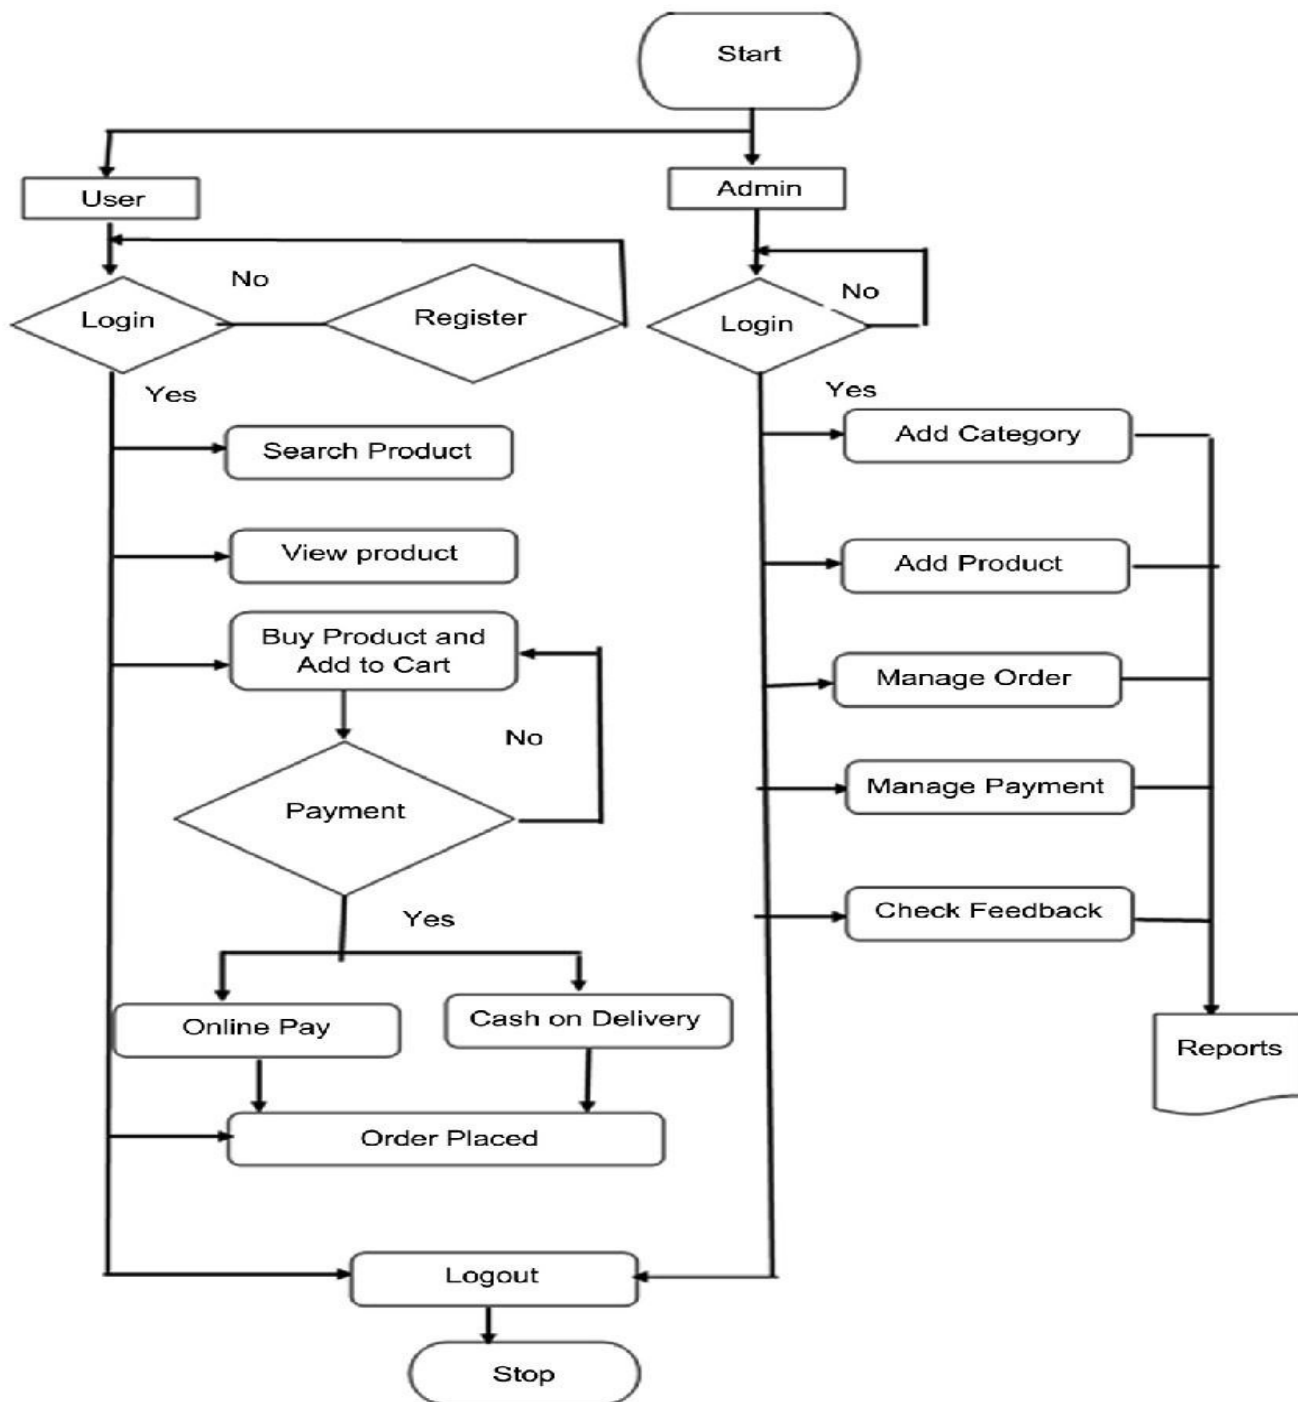 Start
User
Admin
No
Login
Register
No
Login
Yes
Yes
Search Product
Add Category
View product
Add Product
Buy Product and
Add to Cart
Manage Order
No
Payment
Manage Payment
Yes
Check Feedback
Online Pay
Cash on Delivery
Reports
Order Placed
Logout
Stop